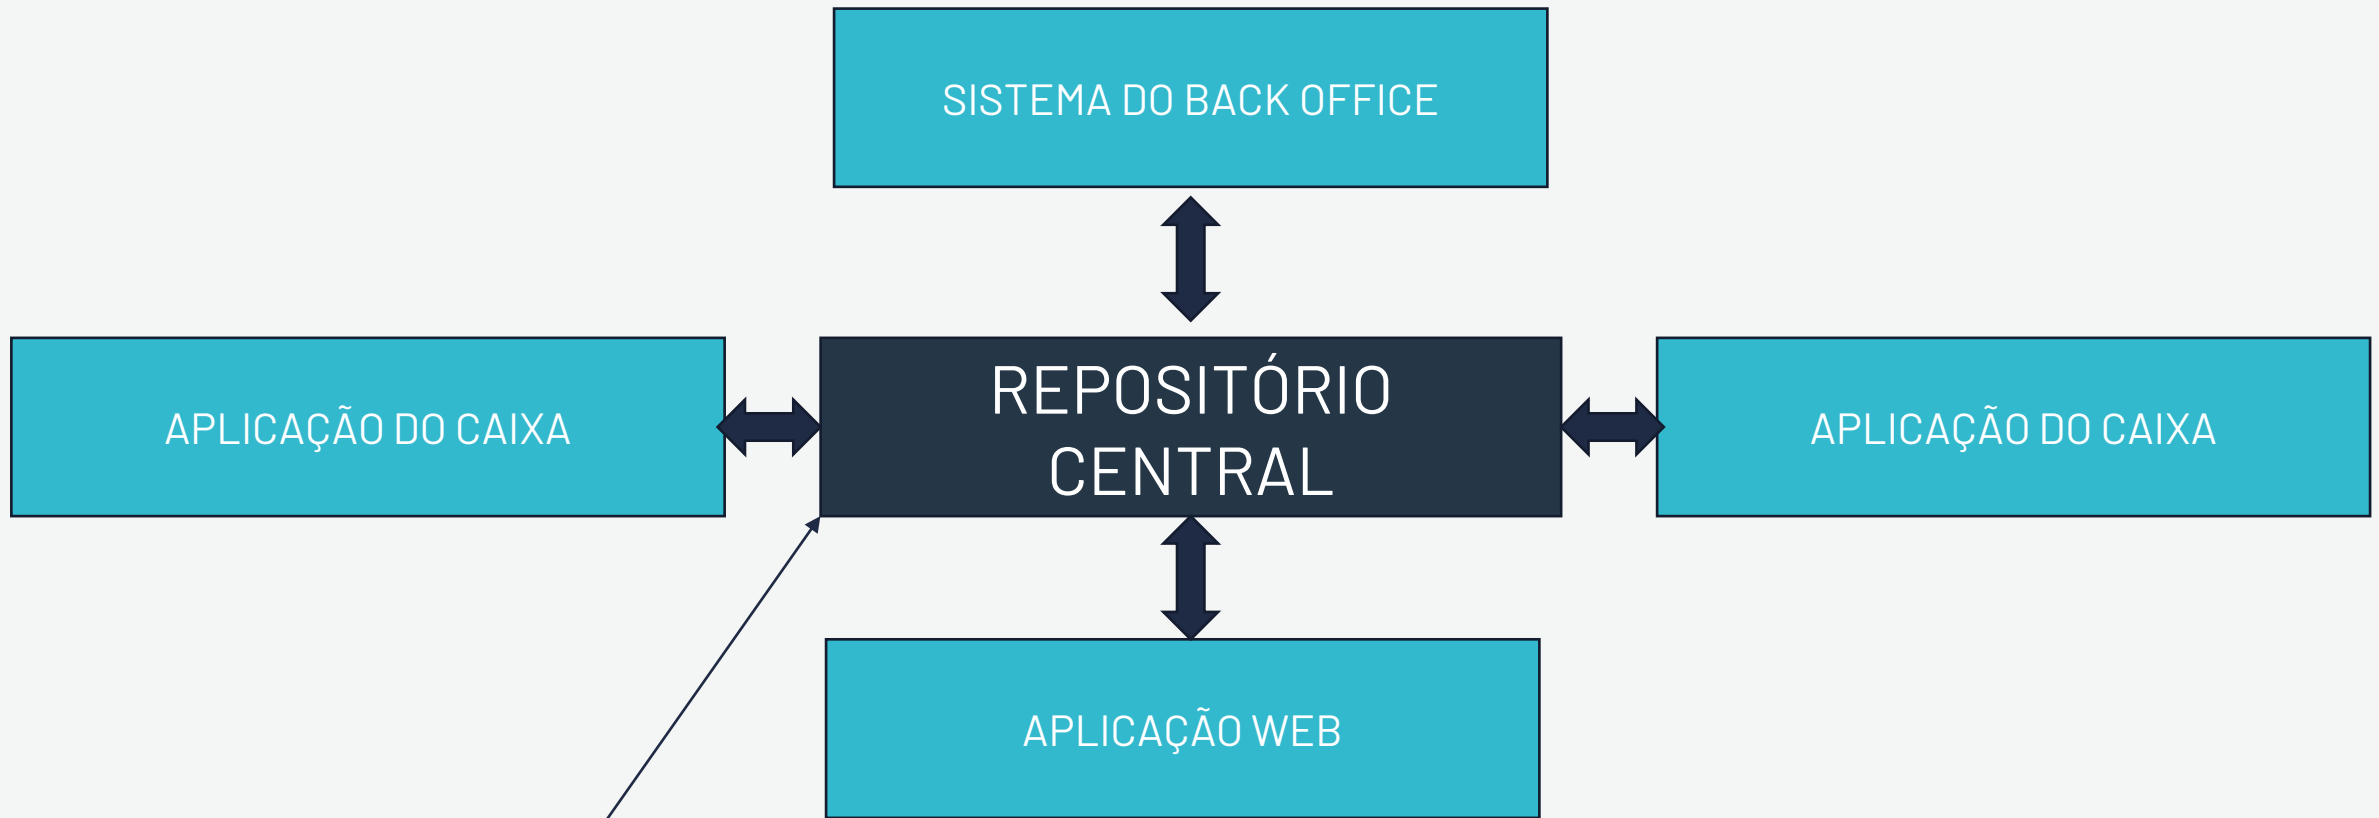 SISTEMA DO BACK OFFICE
APLICAÇÃO DO CAIXA
REPOSITÓRIO
CENTRAL
APLICAÇÃO DO CAIXA
APLICAÇÃO WEB